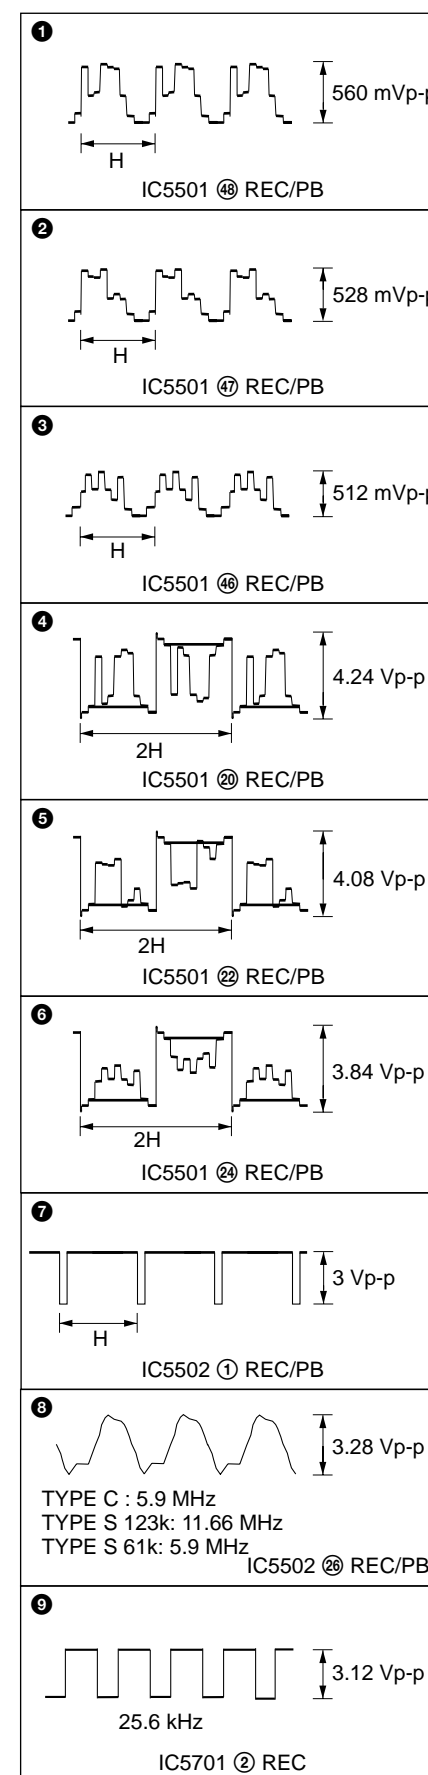 ❶
560 mVp-p
H
IC5501 ㊽ REC/PB
❷
528 mVp-p
H
IC5501 ㊼ REC/PB
❸
512 mVp-p
H
IC5501 ㊻ REC/PB
❹
4.24 Vp-p
2H
IC5501 ⑳ REC/PB
❺
4.08 Vp-p
2H
IC5501 ㉒ REC/PB
❻
3.84 Vp-p
2H
IC5501 ㉔ REC/PB
❼
3 Vp-p
H
IC5502 ① REC/PB
❽
3.28 Vp-p
TYPE C : 5.9 MHz
TYPE S 123k: 11.66 MHz
TYPE S 61k: 5.9 MHz
IC5502 ㉖ REC/PB
❾
3.12 Vp-p
25.6 kHz
IC5701 ② REC